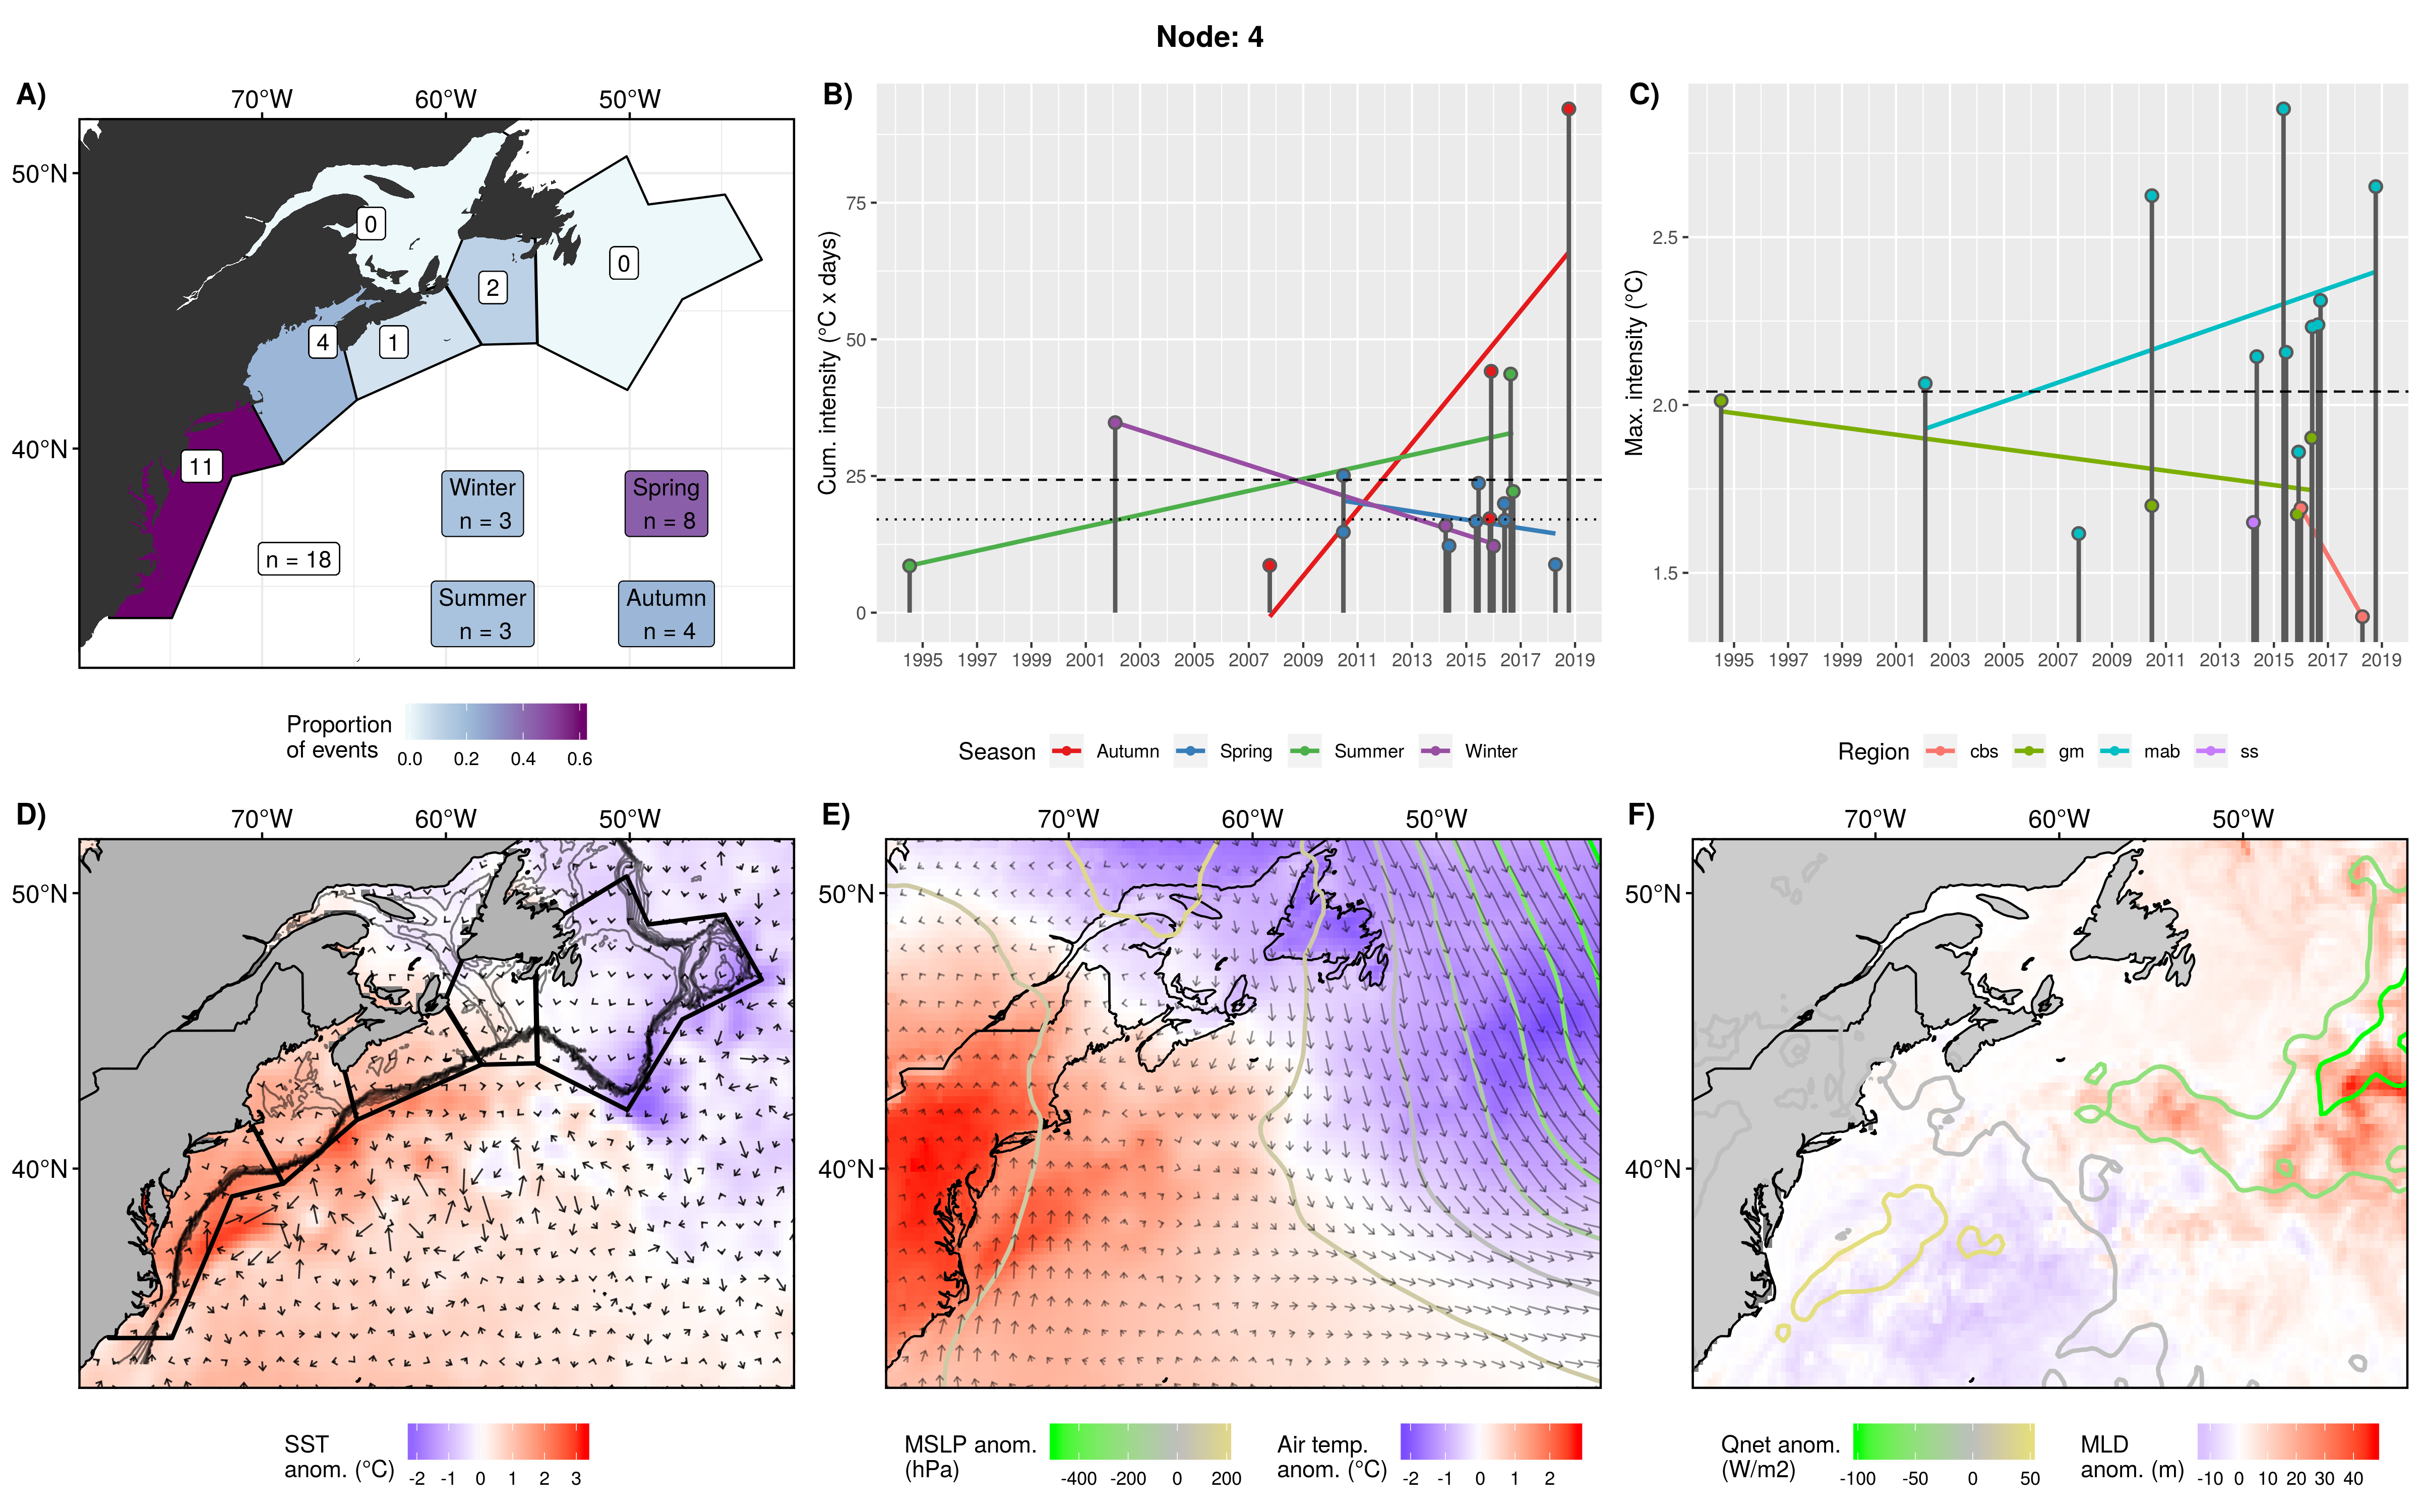 Node: 4
A)
70°W 60°W 50°W
50°N
40°N
0
0
2
4
1
11
n = 18
Winter
n = 3
Spring
n = 8
Summer
n = 3
Autumn
n = 4
Proportion
of events
0.0 0.2 0.4 0.6
B)
Cum. intensity (°C x days)
75
50
25
0
1995 1997 1999 2001 2003 2005 2007 2009 2011 2013 2015 2017 2019
Season Autumn Spring Summer Winter
C)
Max. intensity (°C)
2.5
2.0
1.5
1995 1997 1999 2001 2003 2005 2007 2009 2011 2013 2015 2017 2019
Region cbs gm mab ss
D)
70°W 60°W 50°W
50°N
40°N
SST
anom. (°C)
-2 -1 0 1 2 3
E)
70°W 60°W 50°W
50°N
40°N
MSLP anom.
(hPa)
-400 -200 0 200
Air temp.
anom. (°C)
-2 -1 0 1 2
F)
70°W 60°W 50°W
50°N
40°N
Qnet anom.
(W/m2)
-100 -50 0 50
MLD
anom. (m)
-10 0 10 20 30 40